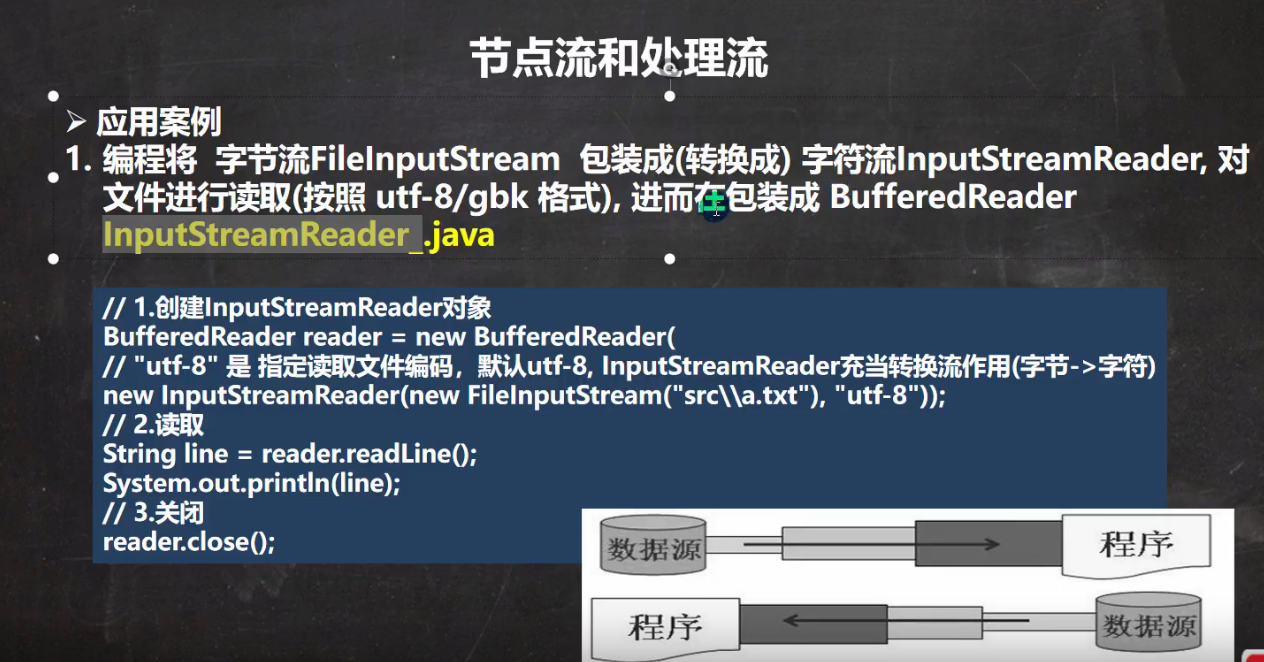 节点流和处理流
➢ 应用案例
1. 编程将 字节流FileInputStream 包装成(转换成) 字符流InputStreamReader, 对
文件进行读取(按照 utf-8/gbk 格式), 进而在包装成 BufferedReader
InputStreamReader_.java
// 1.创建InputStreamReader对象
BufferedReader reader = new BufferedReader(
// "utf-8" 是 指定读取文件编码，默认utf-8, InputStreamReader充当转换流作用(字节->字符)
new InputStreamReader(new FileInputStream("src\\a.txt"), "utf-8"));
// 2.读取
String line = reader.readLine();
System.out.println(line);
// 3.关闭
reader.close();
数据源
程序
程序
数据源